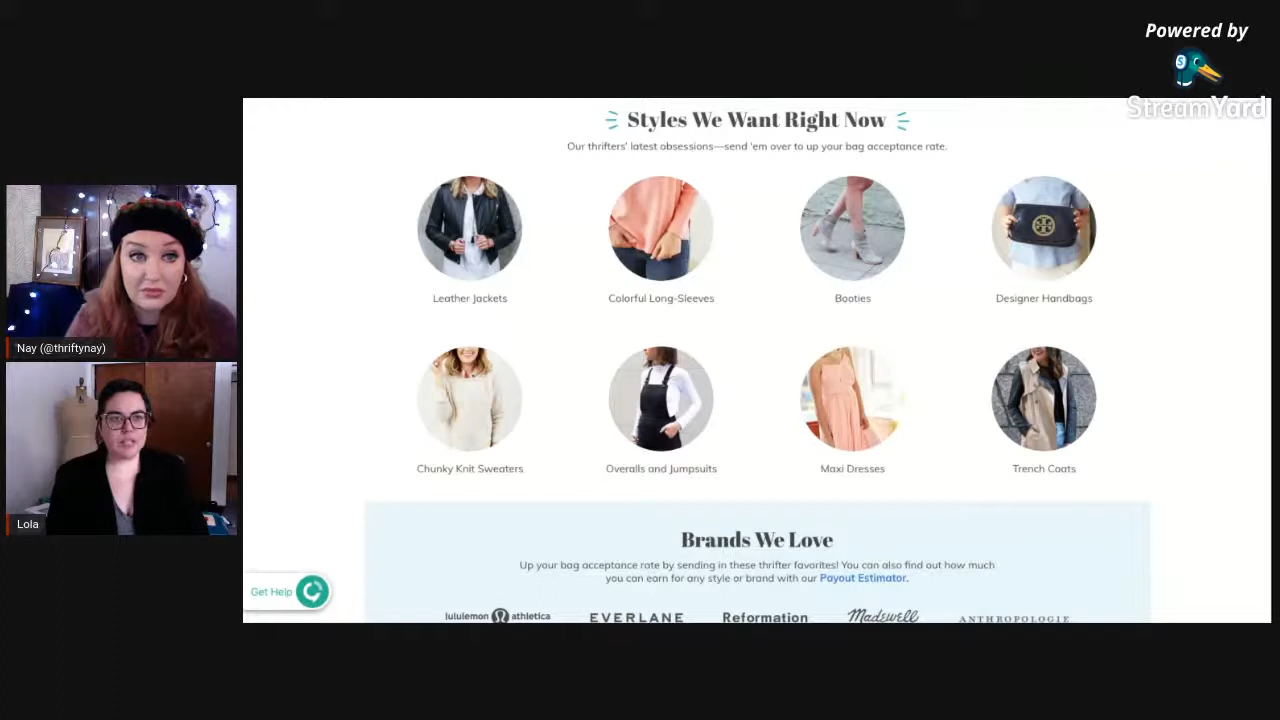 Powered by
StreamYard
Styles We Want Right Now
Our thrifters' latest obsessions—send 'em over to up your bag acceptance rate.
Leather Jackets
Colorful Long-Sleeves
Booties
Designer Handbags
Nay (@thriftynay)
Chunky Knit Sweaters
Overalls and Jumpsuits
Maxi Dresses
Trench Coats
Lola
Brands We Love
Up your bag acceptance rate by sending in these thrifter favorites! You can also find out how much
you can earn for any style or brand with our Payout Estimator.
Get Help
lululemon athletica
EVERLANE
Reformation
Madewell
ANTHROPOLOGIE